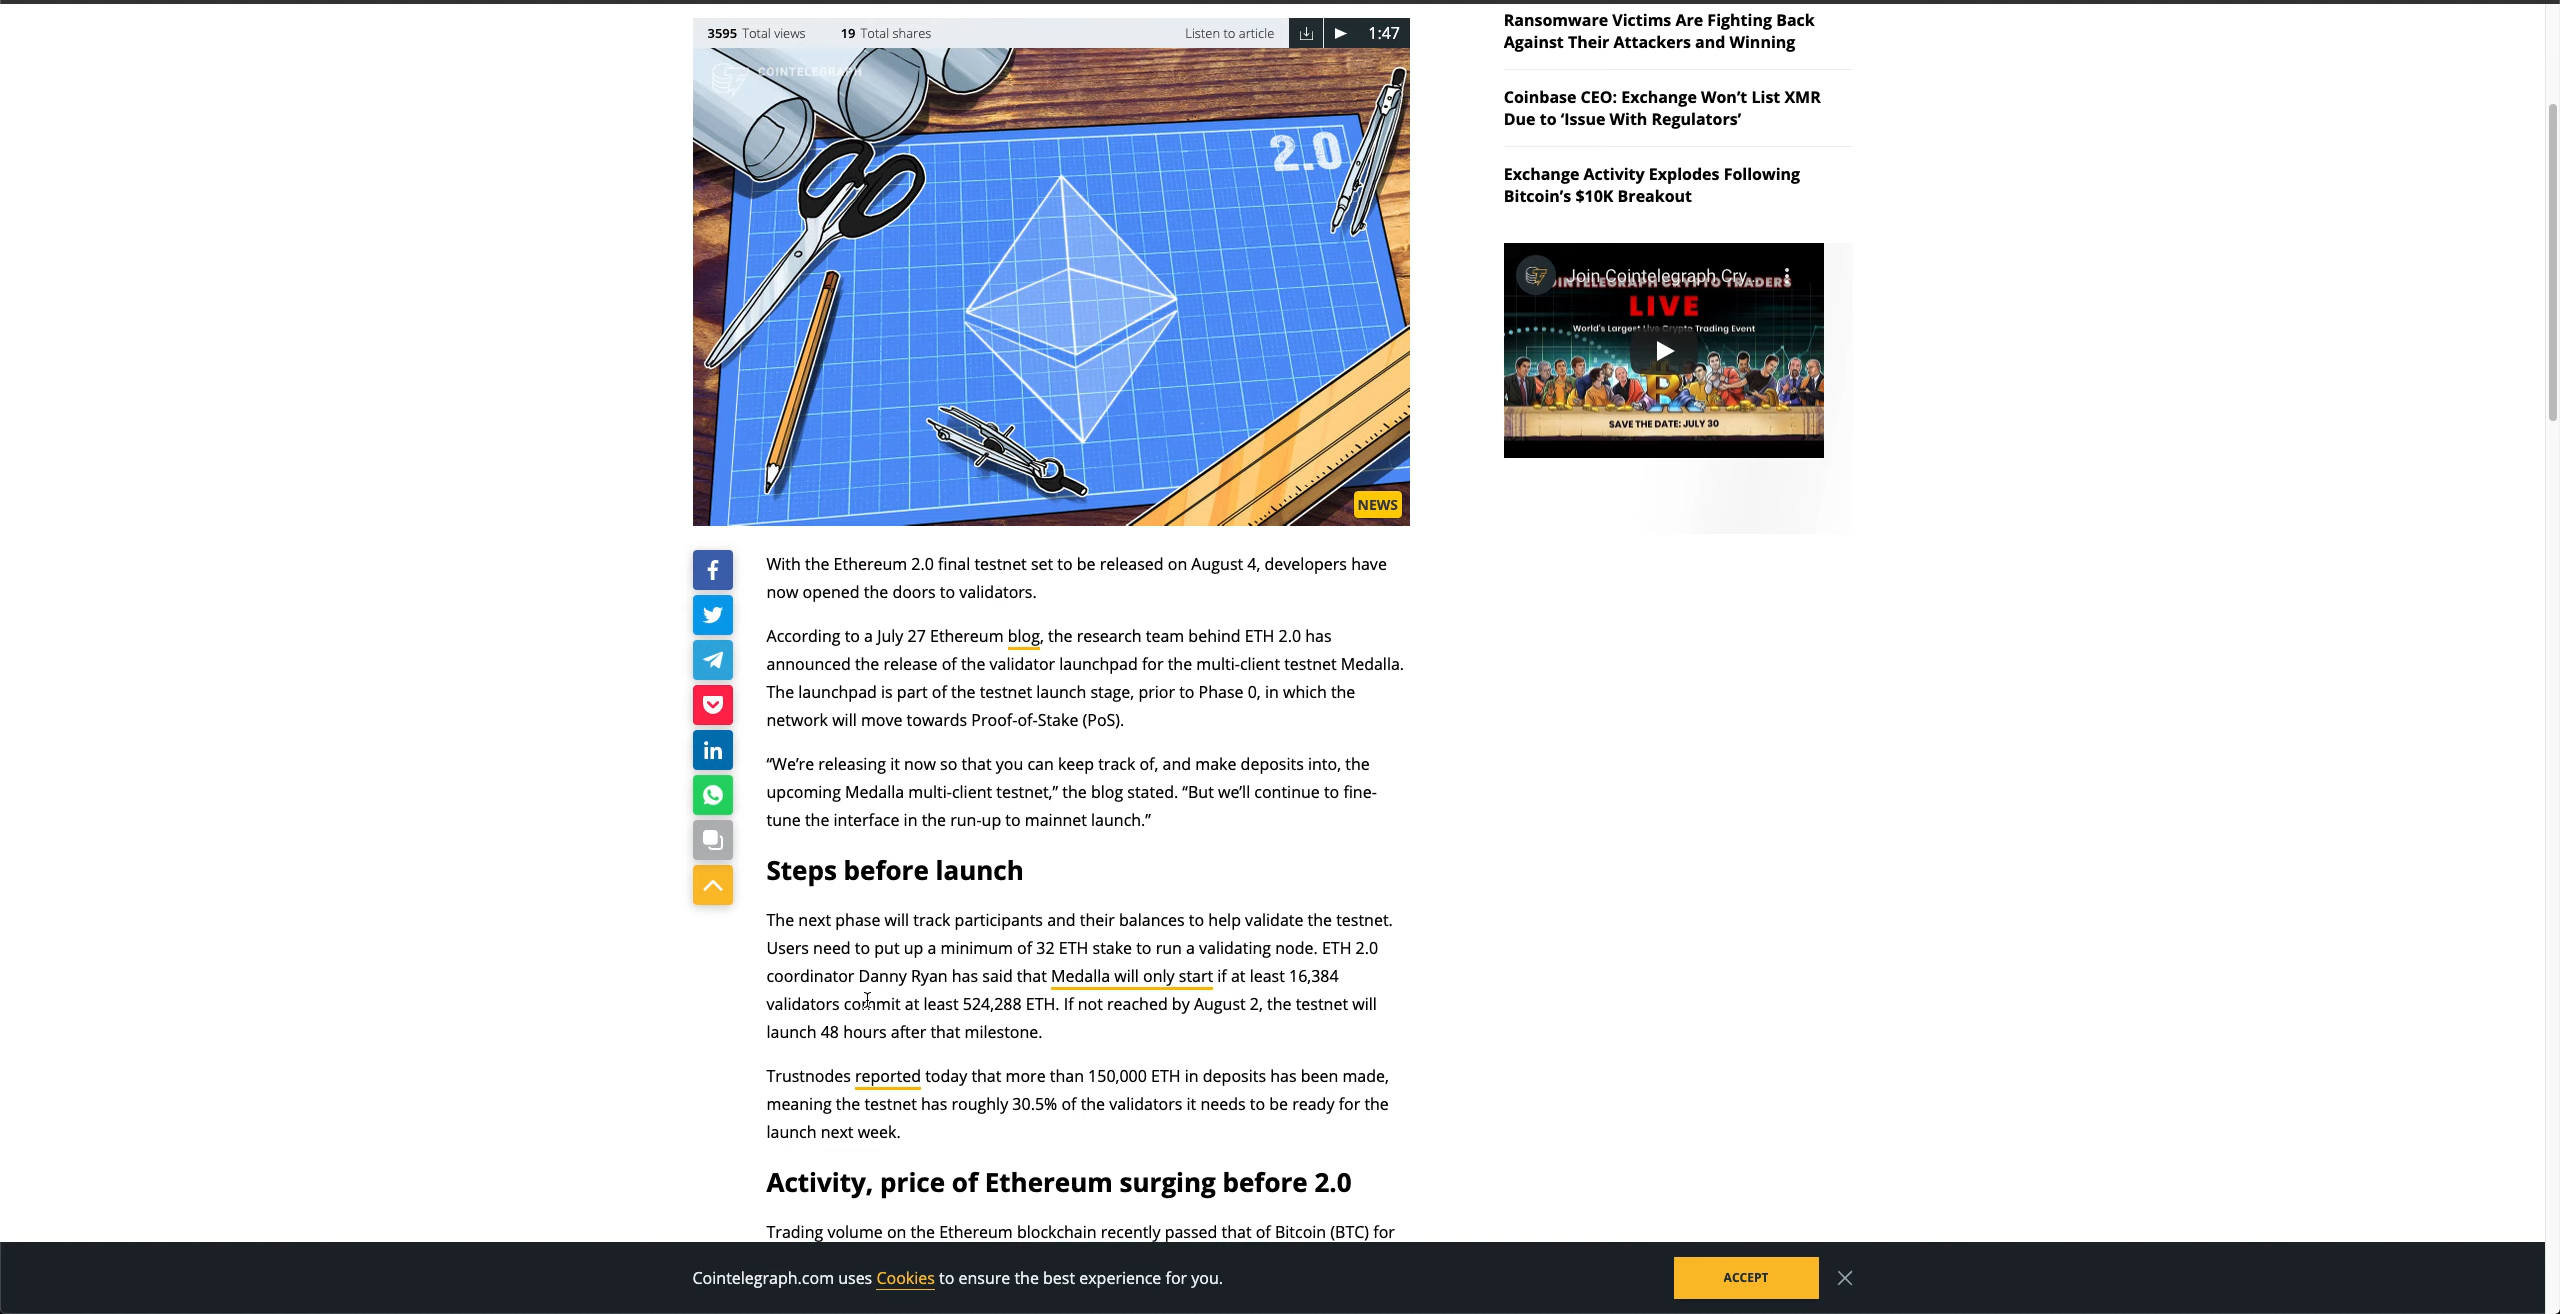 3595 Total views 19 Total shares Listen to article 1:47
COINTELEGRAPH
2.0
NEWS
With the Ethereum 2.0 final testnet set to be released on August 4, developers have
now opened the doors to validators.
According to a July 27 Ethereum blog, the research team behind ETH 2.0 has
announced the release of the validator launchpad for the multi-client testnet Medalla.
The launchpad is part of the testnet launch stage, prior to Phase 0, in which the
network will move towards Proof-of-Stake (PoS).
“We’re releasing it now so that you can keep track of, and make deposits into, the
upcoming Medalla multi-client testnet,” the blog stated. “But we’ll continue to fine-
tune the interface in the run-up to mainnet launch.”
Steps before launch
The next phase will track participants and their balances to help validate the testnet.
Users need to put up a minimum of 32 ETH stake to run a validating node. ETH 2.0
coordinator Danny Ryan has said that Medalla will only start if at least 16,384
validators commit at least 524,288 ETH. If not reached by August 2, the testnet will
launch 48 hours after that milestone.
Trustnodes reported today that more than 150,000 ETH in deposits has been made,
meaning the testnet has roughly 30.5% of the validators it needs to be ready for the
launch next week.
Activity, price of Ethereum surging before 2.0
Trading volume on the Ethereum blockchain recently passed that of Bitcoin (BTC) for
Ransomware Victims Are Fighting Back
Against Their Attackers and Winning
Coinbase CEO: Exchange Won’t List XMR
Due to ‘Issue With Regulators’
Exchange Activity Explodes Following
Bitcoin’s $10K Breakout
Join Cointelegraph Cry...
COINTELEGRAPH CRYPTO TRADERS
LIVE
World's Largest Live Crypto Trading Event
SAVE THE DATE: JULY 30
Cointelegraph.com uses Cookies to ensure the best experience for you.
ACCEPT